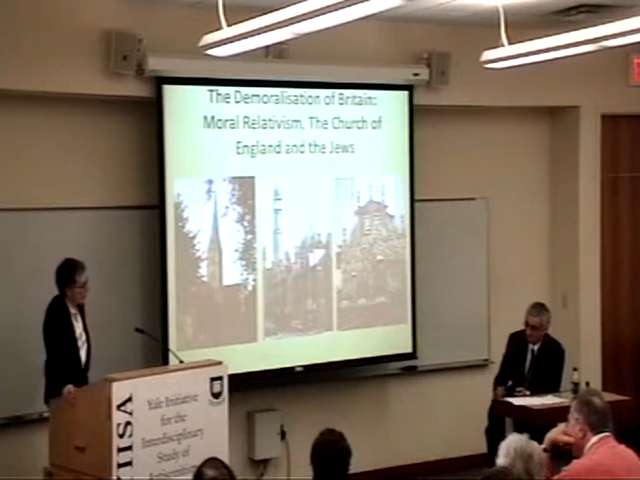 The Demoralisation of Britain:
Moral Relativism, The Church of
England and the Jews
YIISA
Yale Initiative
for the
Interdisciplinary
Study of
Antisemitism